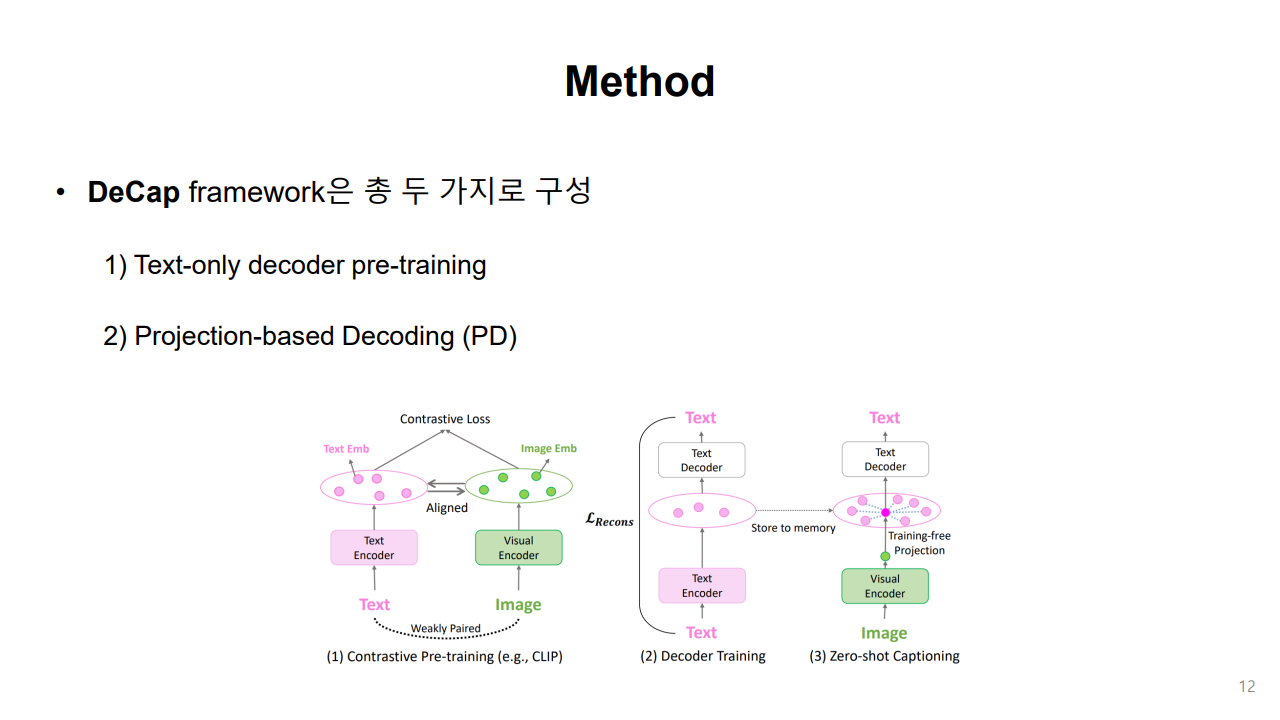 Method
• DeCap framework은 총 두 가지로 구성
1) Text-only decoder pre-training
2) Projection-based Decoding (PD)
Contrastive Loss
Text Emb
Image Emb
Aligned
Text
Encoder
Visual
Encoder
Text
Image
Weakly Paired
(1) Contrastive Pre-training (e.g., CLIP)
Text
Text
Decoder
ℒ_Recons
Store to memory
Text
Encoder
Text
(2) Decoder Training
Text
Text
Decoder
Training-free
Projection
Visual
Encoder
Image
(3) Zero-shot Captioning
12